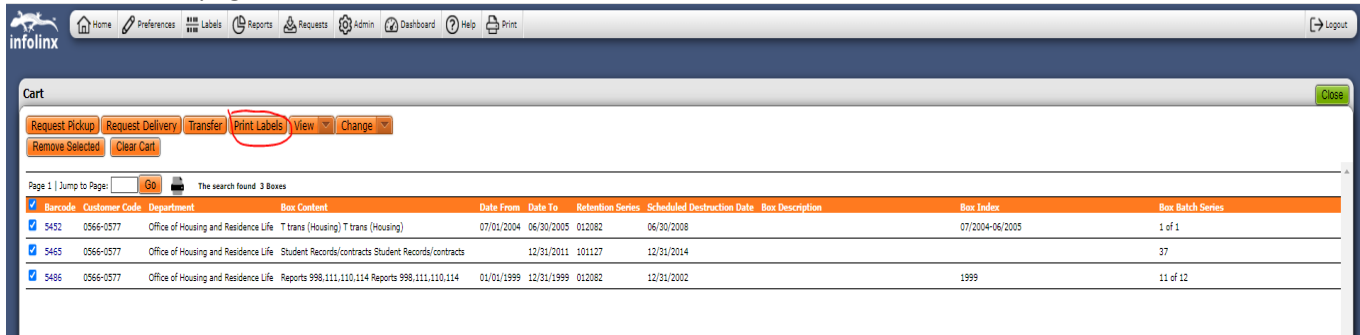 infolinx
Home Preferences Labels Reports Requests Admin Dashboard Help Print Logout
Cart Close
Request Pickup Request Delivery Transfer Print Labels View Change
Remove Selected Clear Cart
Page 1 | Jump to Page: Go The search found 3 Boxes
Barcode Customer Code Department Box Content Date From Date To Retention Series Scheduled Destruction Date Box Description Box Index Box Batch Series
5452 0566-0577 Office of Housing and Residence Life T trans (Housing) T trans (Housing) 07/01/2004 06/30/2005 012082 06/30/2008 07/2004-06/2005 1 of 1
5465 0566-0577 Office of Housing and Residence Life Student Records/contracts Student Records/contracts 12/31/2011 101127 12/31/2014 37
5486 0566-0577 Office of Housing and Residence Life Reports 998,111,110,114 Reports 998,111,110,114 01/01/1999 12/31/1999 012082 12/31/2002 1999 11 of 12